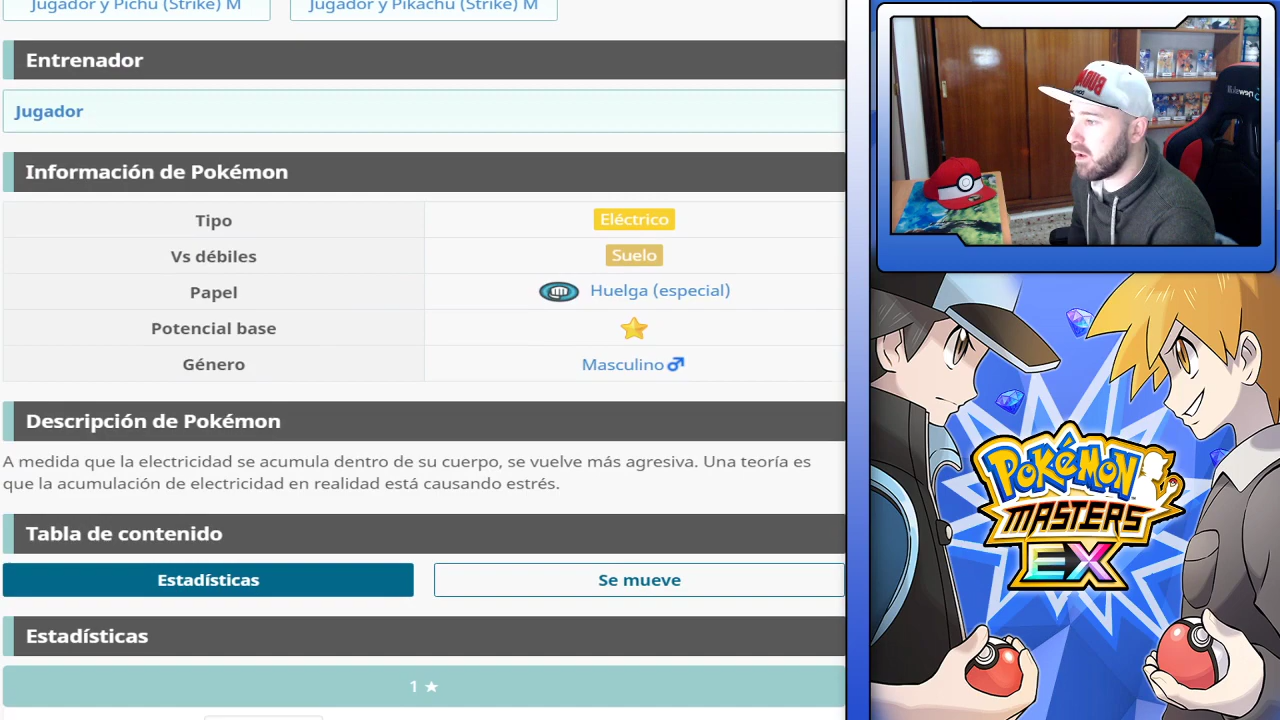 Jugador y Pichu (Strike) M
Jugador y Pikachu (Strike) M
Entrenador
Jugador
Información de Pokémon
Tipo
Eléctrico
Vs débiles
Suelo
Papel
Huelga (especial)
Potencial base
Género
Masculino♂
Descripción de Pokémon
A medida que la electricidad se acumula dentro de su cuerpo, se vuelve más agresiva. Una teoría es
que la acumulación de electricidad en realidad está causando estrés.
Tabla de contenido
Estadísticas
Se mueve
Estadísticas
1 ★
POKéMON
MASTERS
EX